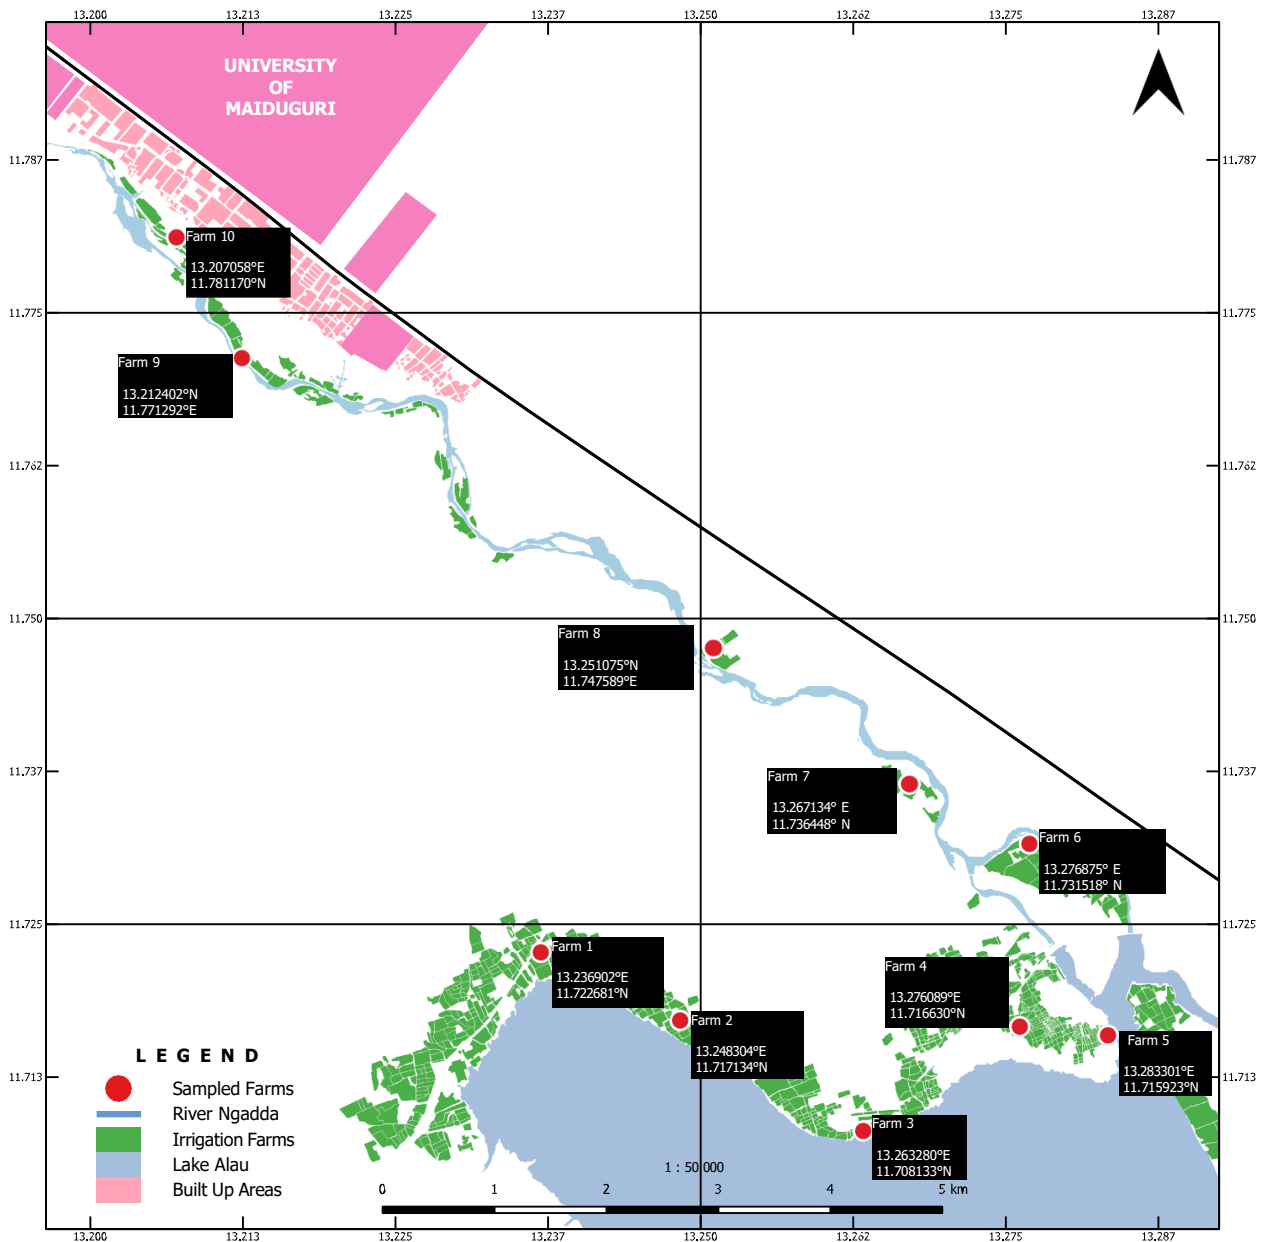 13.200 13.213 13.225 13.237 13.250 13.262 13.275 13.287
UNIVERSITY
OF
MAIDUGURI
11.787 11.787
Farm 10
13.207058°E
11.781170°N
11.775 11.775
Farm 9
13.212402°N
11.771292°E
11.762 11.762
11.750 11.750
Farm 8
13.251075°N
11.747589°E
11.737 11.737
Farm 7
13.267134° E
11.736448° N
Farm 6
13.276875° E
11.731518° N
11.725 11.725
Farm 1
13.236902°E
11.722681°N
Farm 4
13.276089°E
11.716630°N
Farm 2
13.248304°E
11.717134°N
Farm 5
13.283301°E
11.715923°N
11.713 11.713
Farm 3
13.263280°E
11.708133°N
LEGEND
Sampled Farms
River Ngadda
Irrigation Farms
Lake Alau
Built Up Areas
1 : 50 000
0 1 2 3 4 5 km
13.200 13.213 13.225 13.237 13.250 13.262 13.275 13.287